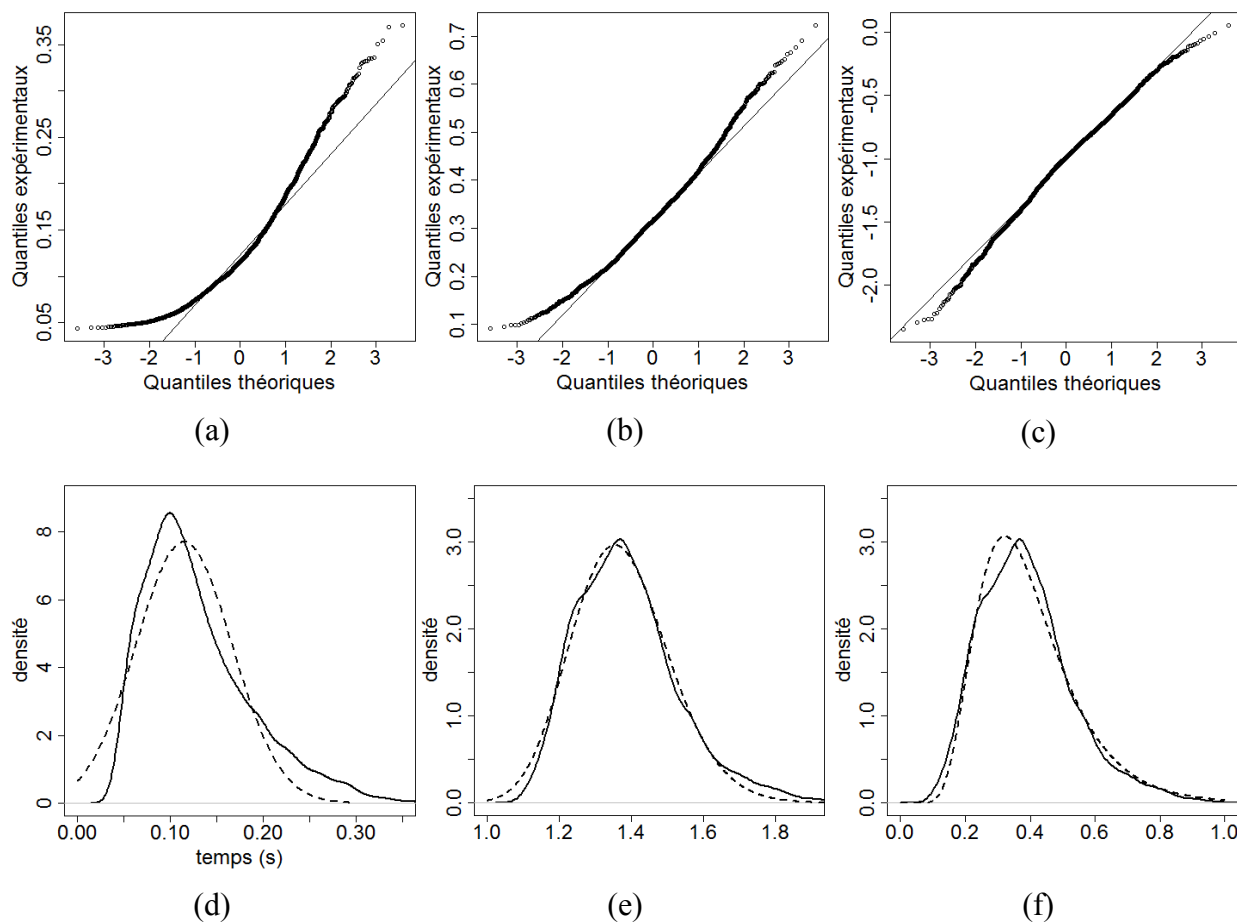 0.05 0.15 0.25 0.35
Quantiles expérimentaux
-3 -2 -1 0 1 2 3
Quantiles théoriques
(a)
0.1 0.2 0.3 0.4 0.5 0.6 0.7
Quantiles expérimentaux
-3 -2 -1 0 1 2 3
Quantiles théoriques
(b)
-2.0 -1.5 -1.0 -0.5 0.0
Quantiles expérimentaux
-3 -2 -1 0 1 2 3
Quantiles théoriques
(c)
0 2 4 6 8
densité
0.00 0.10 0.20 0.30
temps (s)
(d)
0.0 1.0 2.0 3.0
densité
1.0 1.2 1.4 1.6 1.8
(e)
0.0 1.0 2.0 3.0
densité
0.0 0.2 0.4 0.6 0.8 1.0
(f)